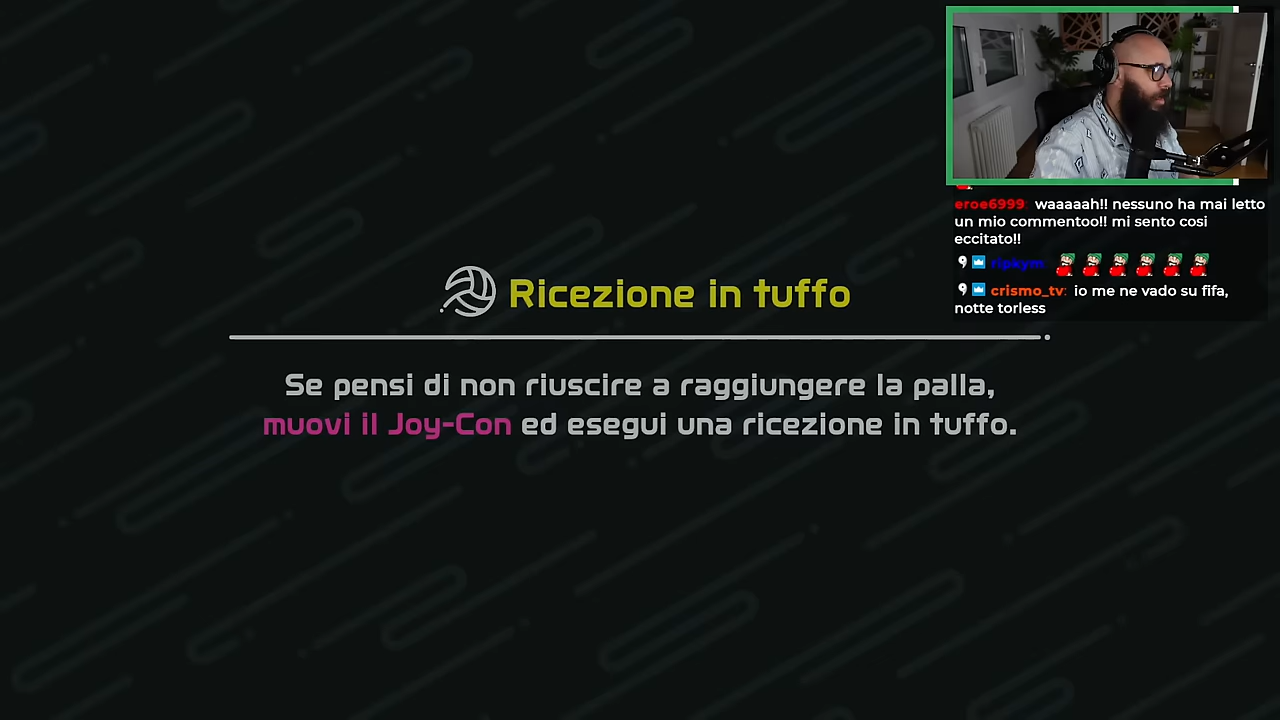 Ricezione in tuffo
Se pensi di non riuscire a raggiungere la palla,
muovi il Joy-Con ed esegui una ricezione in tuffo.
eroe6999: waaaaah!! nessuno ha mai letto
un mio commentoo!! mi sento cosi
eccitato!!
ripkym:
crismo_tv: io me ne vado su fifa,
notte torless